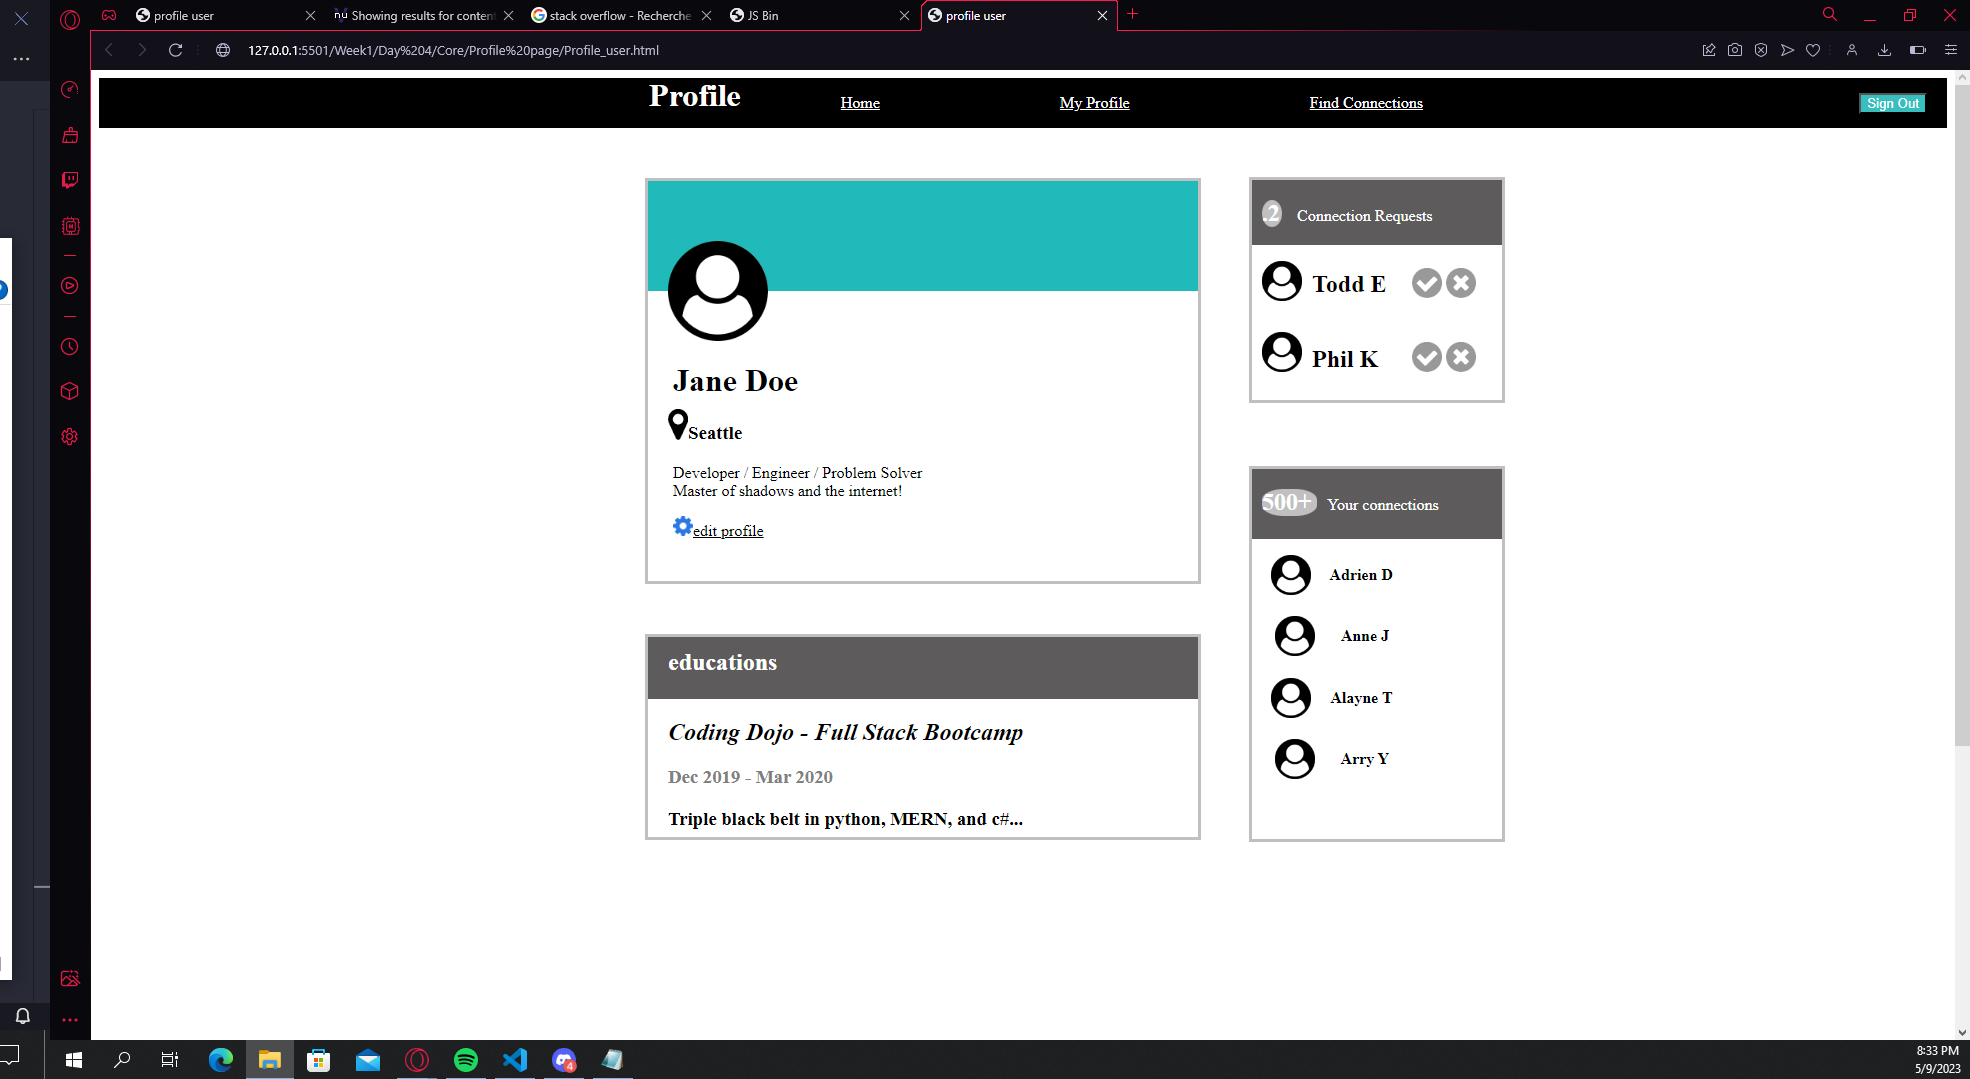 profile user
Showing results for conten
stack overflow - Recherche
JS Bin
profile user
127.0.0.1:5501/Week1/Day%204/Core/Profile%20page/Profile_user.html
Profile
Home
My Profile
Find Connections
Sign Out
2
Connection Requests
Todd E
Phil K
Jane Doe
Seattle
Developer / Engineer / Problem Solver
Master of shadows and the internet!
edit profile
500+
Your connections
Adrien D
Anne J
Alayne T
Arry Y
educations
Coding Dojo - Full Stack Bootcamp
Dec 2019 - Mar 2020
Triple black belt in python, MERN, and c#...
4
8:33 PM
5/9/2023